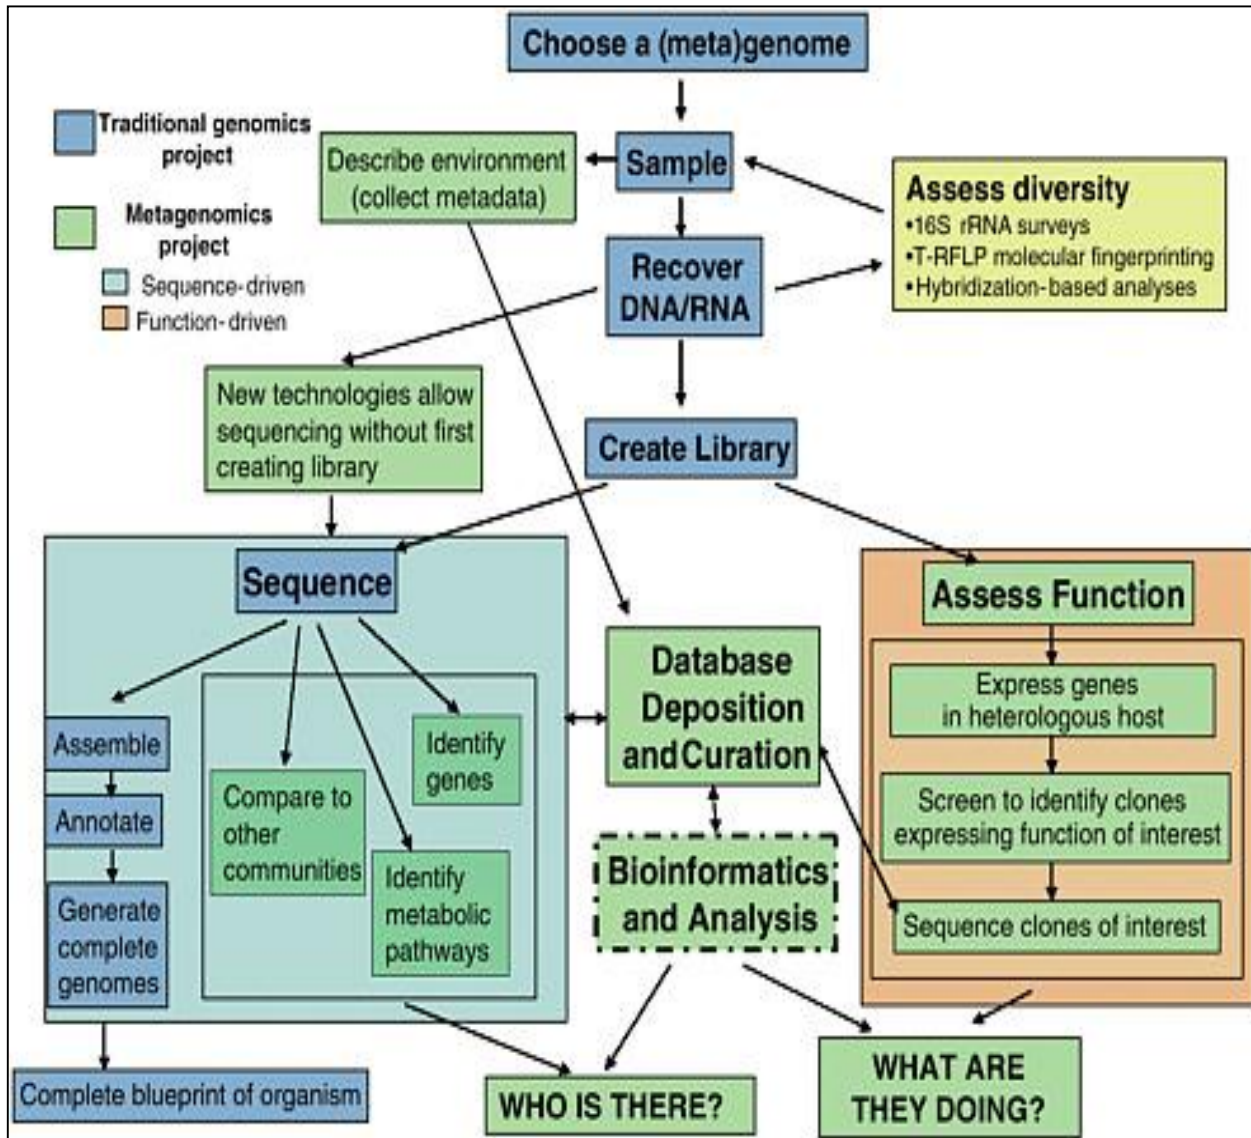 Choose a (meta)genome
Traditional genomics
project
Metagenomics
project
Sequence-driven
Function-driven
Describe environment
(collect metadata)
Sample
Assess diversity
•16S rRNA surveys
•T-RFLP molecular fingerprinting
•Hybridization-based analyses
Recover
DNA/RNA
New technologies allow
sequencing without first
creating library
Create Library
Sequence
Assemble
Annotate
Generate
complete
genomes
Compare to
other
communities
Identify
genes
Identify
metabolic
pathways
Database
Deposition
and Curation
Bioinformatics
and Analysis
Assess Function
Express genes
in heterologous host
Screen to identify clones
expressing function of interest
Sequence clones of interest
Complete blueprint of organism
WHO IS THERE?
WHAT ARE
THEY DOING?